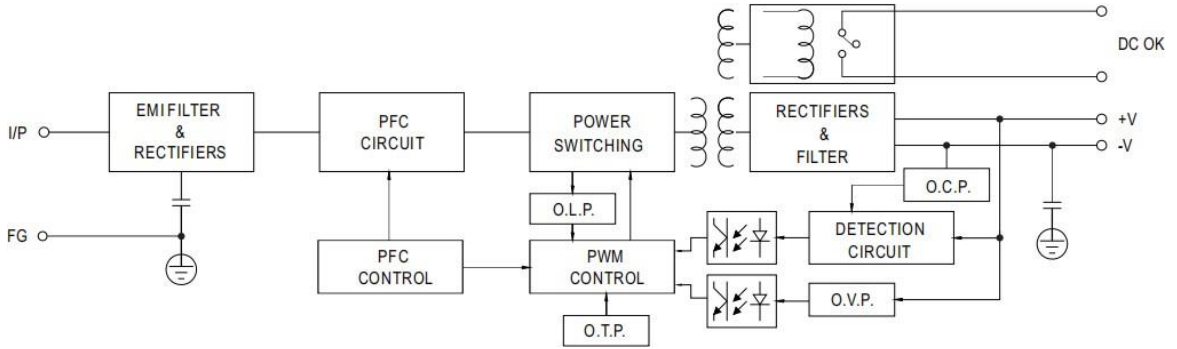 DC OK
I/P
EMI FILTER
&
RECTIFIERS
PFC
CIRCUIT
POWER
SWITCHING
RECTIFIERS
&
FILTER
+V
-V
O.C.P.
O.L.P.
FG
PFC
CONTROL
PWM
CONTROL
DETECTION
CIRCUIT
O.V.P.
O.T.P.